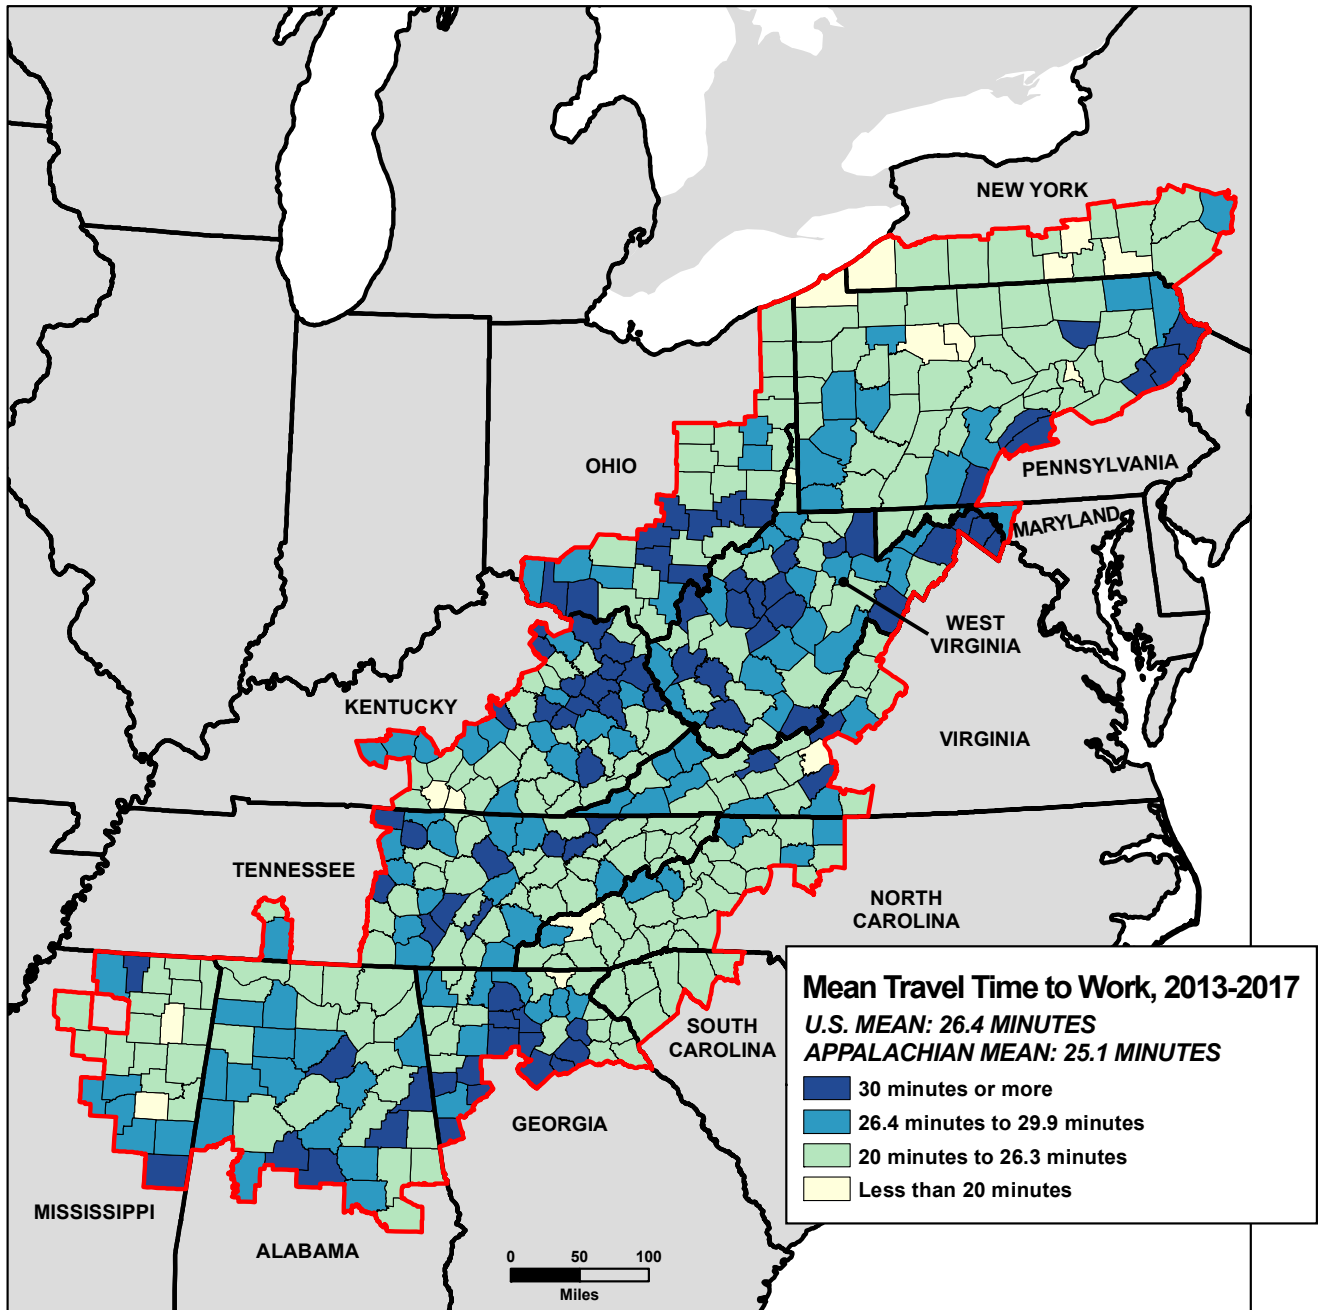 NEW YORK
OHIO
PENNSYLVANIA
MARYLAND
WEST
VIRGINIA
KENTUCKY
VIRGINIA
TENNESSEE
NORTH
CAROLINA
SOUTH
CAROLINA
GEORGIA
MISSISSIPPI
ALABAMA
Mean Travel Time to Work, 2013-2017
U.S. MEAN: 26.4 MINUTES
APPALACHIAN MEAN: 25.1 MINUTES
30 minutes or more
26.4 minutes to 29.9 minutes
20 minutes to 26.3 minutes
Less than 20 minutes
0 50 100
Miles